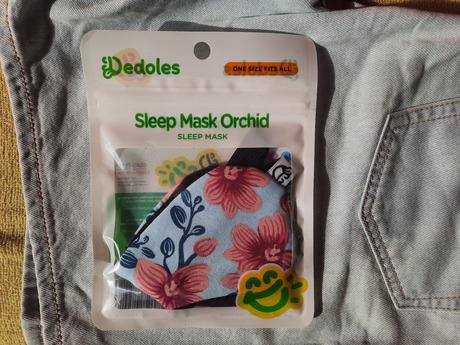 Dedoles
ONE SIZE FITS ALL
Sleep Mask Orchid
SLEEP MASK